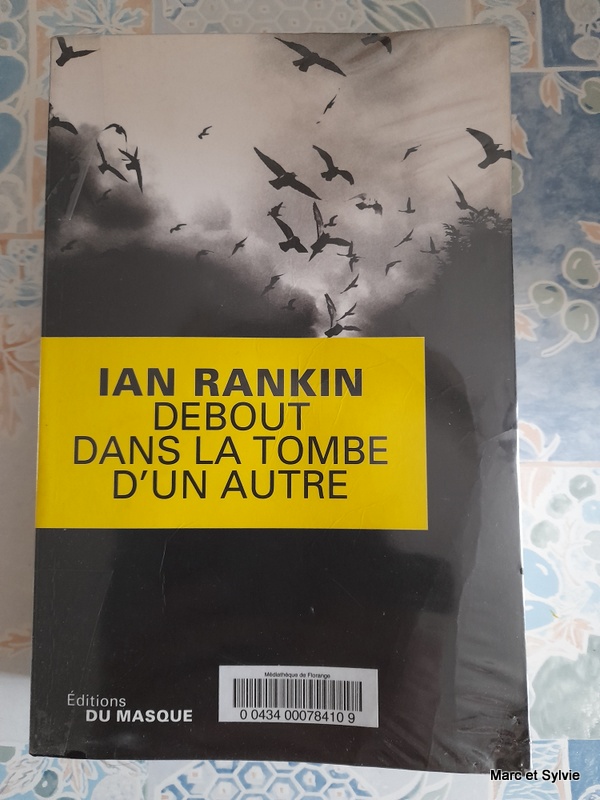 IAN RANKIN
DEBOUT
DANS LA TOMBE
D'UN AUTRE
Éditions
DU MASQUE
Médiathèque de Florange
0 0434 00078410 9
Marc et Sylvie